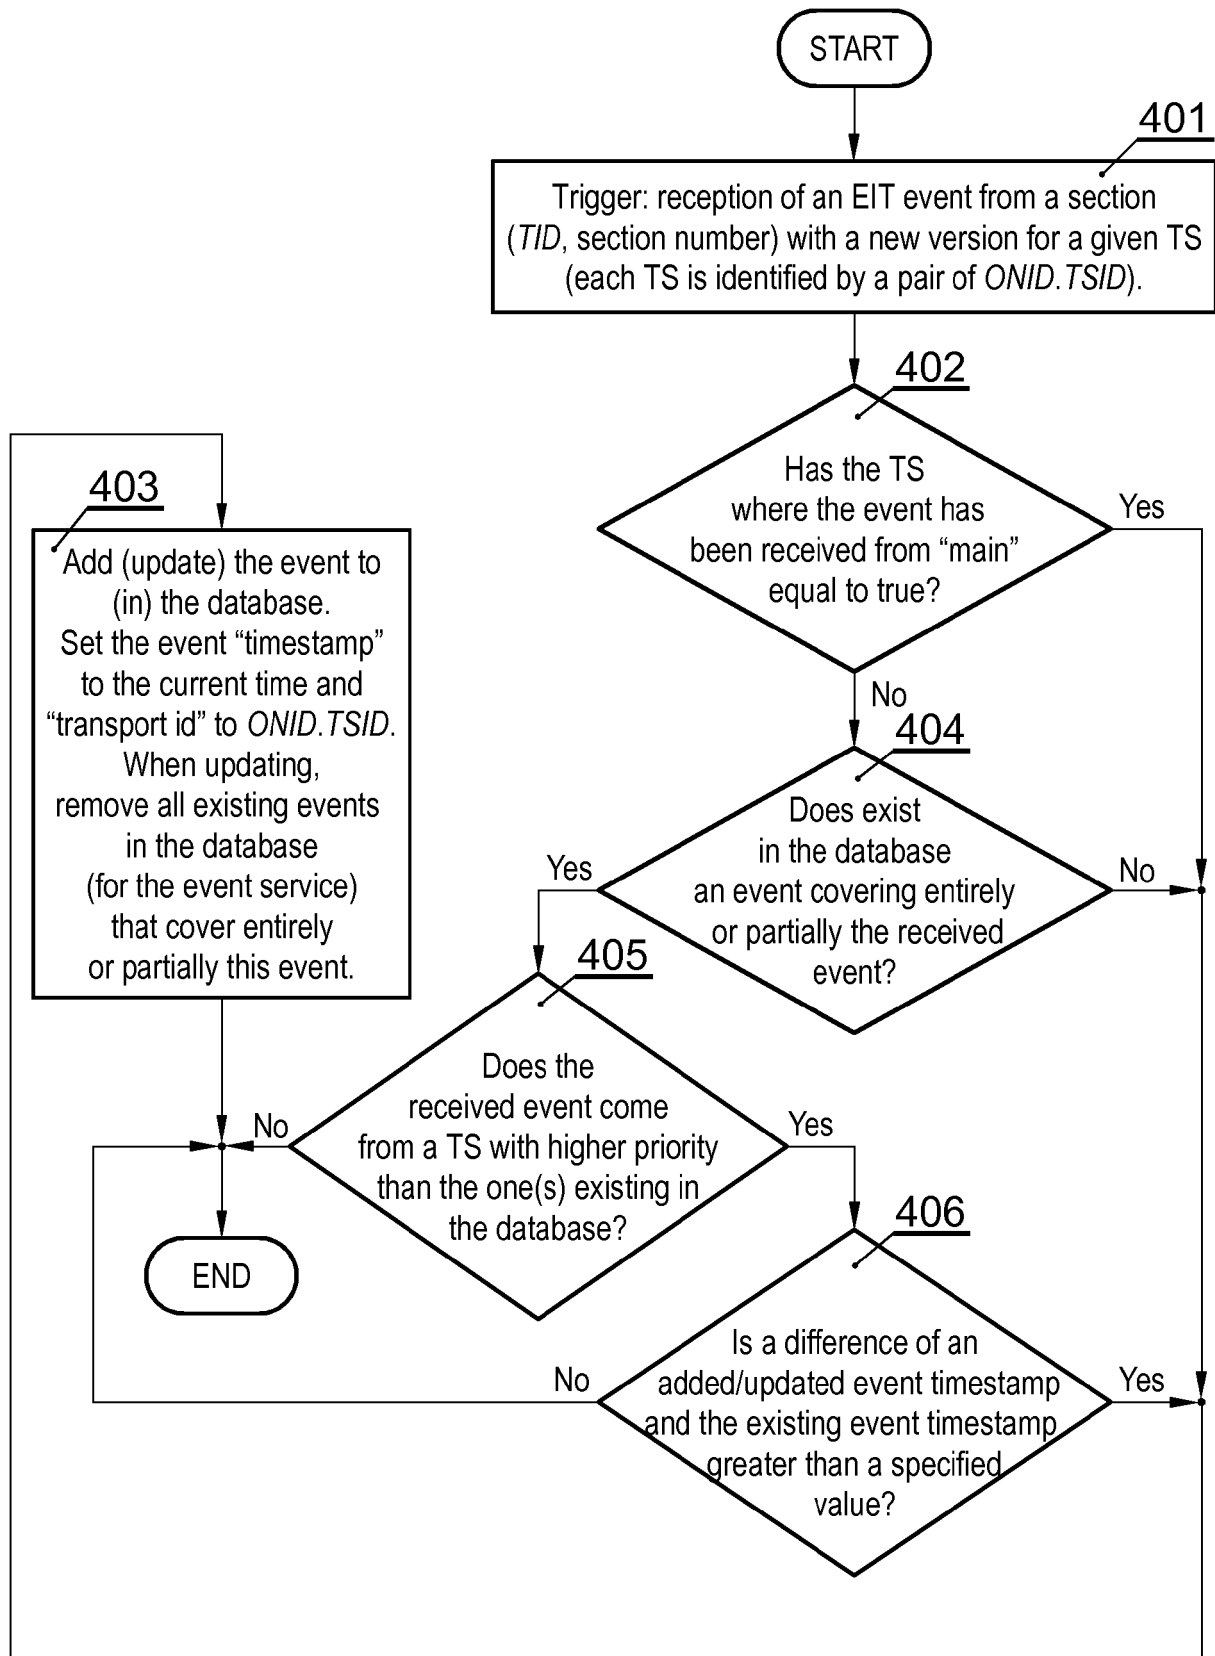 START
401
Trigger: reception of an EIT event from a section
(TID, section number) with a new version for a given TS
(each TS is identified by a pair of ONID.TSID).
402
Has the TS
where the event has
been received from “main”
equal to true?
Yes
No
403
Add (update) the event to
(in) the database.
Set the event “timestamp”
to the current time and
“transport id” to ONID.TSID.
When updating,
remove all existing events
in the database
(for the event service)
that cover entirely
or partially this event.
404
Does exist
in the database
an event covering entirely
or partially the received
event?
Yes
No
405
Does the
received event come
from a TS with higher priority
than the one(s) existing in
the database?
No
Yes
END
406
Is a difference of an
added/updated event timestamp
and the existing event timestamp
greater than a specified
value?
No
Yes